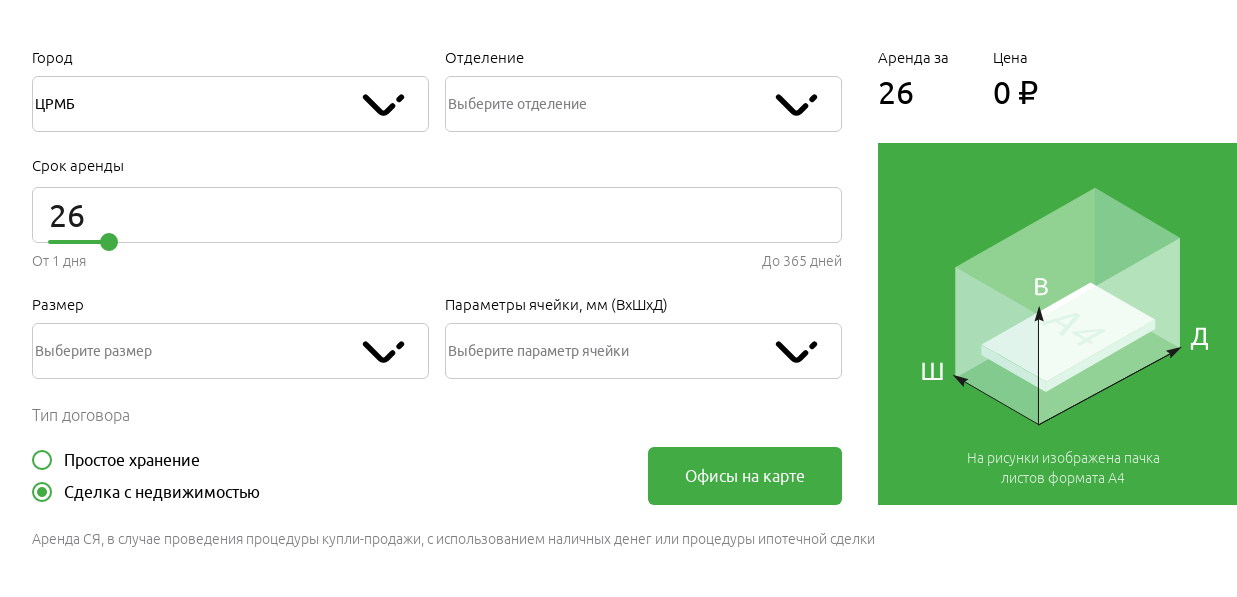 Город
ЦРМБ
Отделение
Выберите отделение
Аренда за
26
Цена
0 ₽
Срок аренды
26
От 1 дня
До 365 дней
Размер
Выберите размер
Параметры ячейки, мм (ВхШхД)
Выберите параметр ячейки
В
А4
Д
Ш
На рисунки изображена пачка
листов формата А4
Тип договора
Простое хранение
Сделка с недвижимостью
Офисы на карте
Аренда СЯ, в случае проведения процедуры купли-продажи, с использованием наличных денег или процедуры ипотечной сделки